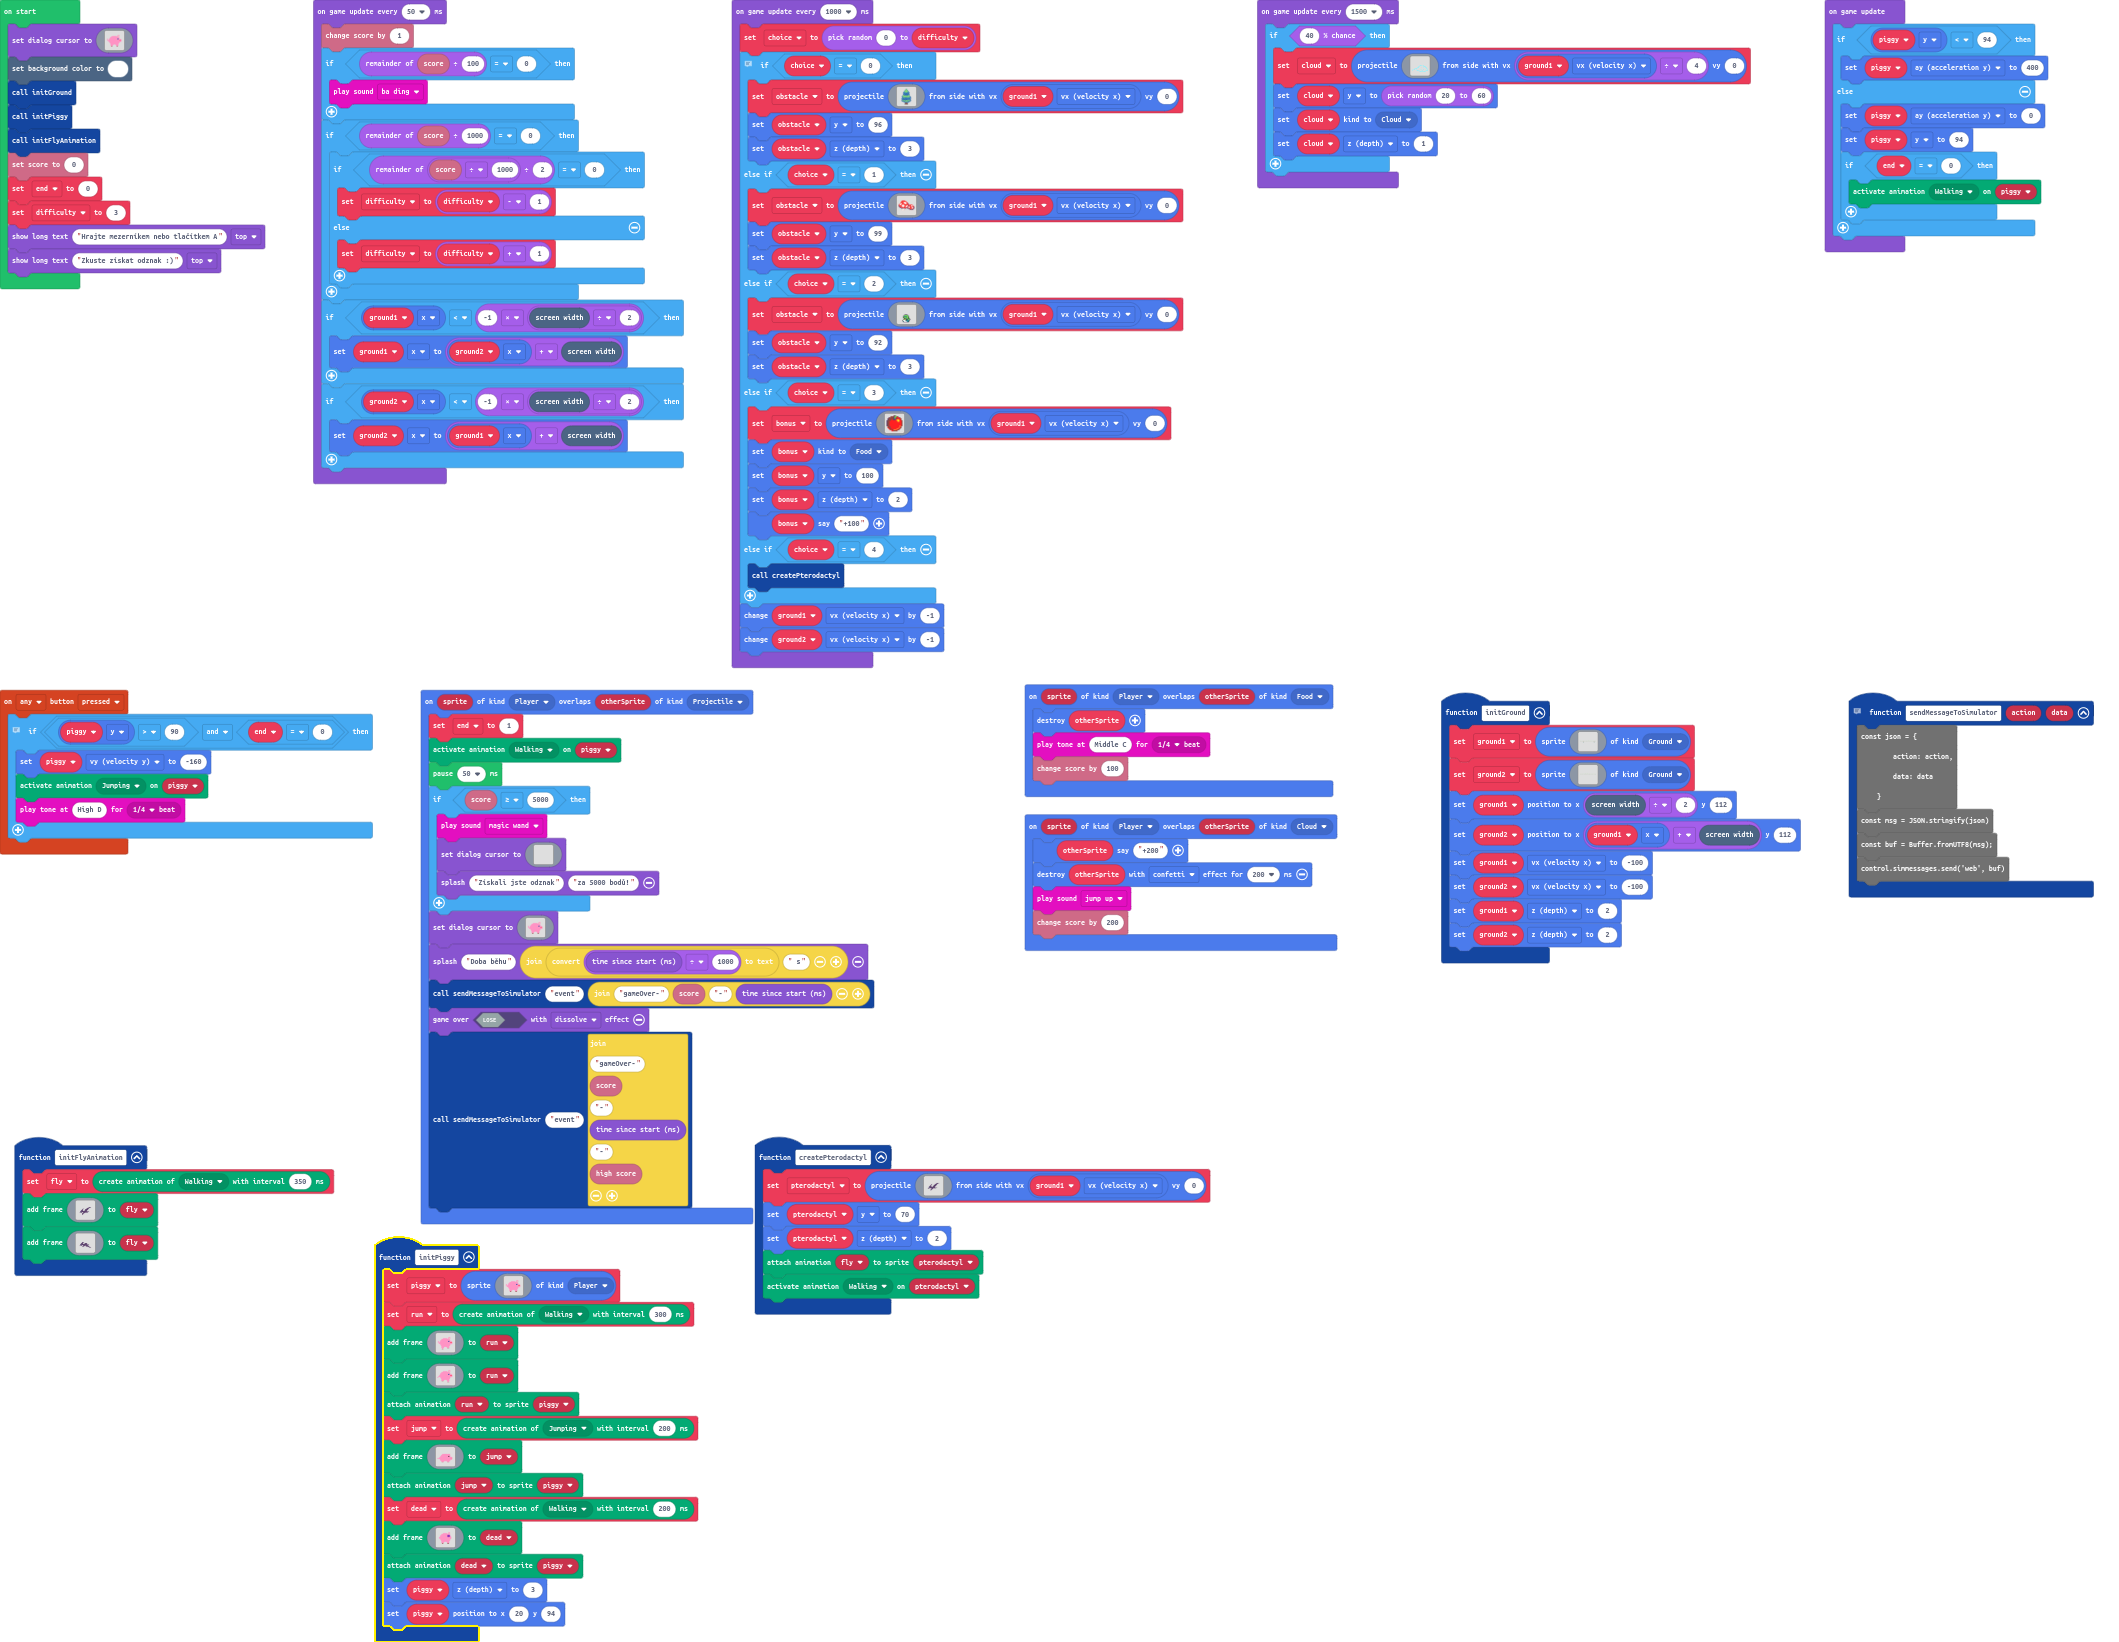 on start
set dialog cursor to
set background color to
call initGround
call initPiggy
call initFlyAnimation
set score to 0
set end to 0
set difficulty to 3
show long text "Hrajte mezernikem nebo tlačítkem A" top
show long text "Zkuste ziskat odznak :)" top
on game update every 50 ms
change score by 1
if remainder of score ÷ 100 = 0 then
play sound ba ding
if remainder of score ÷ 1000 = 0 then
if remainder of score ÷ 1000 ÷ 2 = 0 then
set difficulty to difficulty - 1
else
set difficulty to difficulty + 1
if ground1 x < -1 × screen width ÷ 2 then
set ground1 x to ground2 x + screen width
if ground2 x < -1 × screen width ÷ 2 then
set ground2 x to ground1 x + screen width
on game update every 1000 ms
set choice to pick random 0 to difficulty
if choice = 0 then
set obstacle to projectile from side with vx ground1 vx (velocity x) vy 0
set obstacle y to 96
set obstacle z (depth) to 3
else if choice = 1 then
set obstacle to projectile from side with vx ground1 vx (velocity x) vy 0
set obstacle y to 99
set obstacle z (depth) to 3
else if choice = 2 then
set obstacle to projectile from side with vx ground1 vx (velocity x) vy 0
set obstacle y to 92
set obstacle z (depth) to 3
else if choice = 3 then
set bonus to projectile from side with vx ground1 vx (velocity x) vy 0
set bonus kind to Food
set bonus y to 100
set bonus z (depth) to 2
bonus say "+100"
else if choice = 4 then
call createPterodactyl
change ground1 vx (velocity x) by -1
change ground2 vx (velocity x) by -1
on game update every 1500 ms
if 40 % chance then
set cloud to projectile from side with vx ground1 vx (velocity x) ÷ 4 vy 0
set cloud y to pick random 20 to 60
set cloud kind to Cloud
set cloud z (depth) to 1
on game update
if piggy y < 94 then
set piggy ay (acceleration y) to 400
else
set piggy ay (acceleration y) to 0
set piggy y to 94
if end = 0 then
activate animation Walking on piggy
on any button pressed
if piggy y > 90 and end = 0 then
set piggy vy (velocity y) to -160
activate animation Jumping on piggy
play tone at High D for 1/4 beat
on sprite of kind Player overlaps otherSprite of kind Projectile
set end to 1
activate animation Walking on piggy
pause 50 ms
if score ≥ 5000 then
play sound magic wand
set dialog cursor to
splash "Získali jste odznak" "za 5000 bodů!"
set dialog cursor to
splash "Doba běhu" join convert time since start (ms) ÷ 1000 to text " s"
call sendMessageToSimulator "event" join "gameOver-" score "-" time since start (ms)
game over LOSE with dissolve effect
call sendMessageToSimulator "event"
join
"gameOver-"
score
"-"
time since start (ms)
"-"
high score
on sprite of kind Player overlaps otherSprite of kind Food
destroy otherSprite
play tone at Middle C for 1/4 beat
change score by 100
on sprite of kind Player overlaps otherSprite of kind Cloud
otherSprite say "+200"
destroy otherSprite with confetti effect for 200 ms
play sound jump up
change score by 200
function initGround
set ground1 to sprite of kind Ground
set ground2 to sprite of kind Ground
set ground1 position to x screen width ÷ 2 y 112
set ground2 position to x ground1 x + screen width y 112
set ground1 vx (velocity x) to -100
set ground2 vx (velocity x) to -100
set ground1 z (depth) to 2
set ground2 z (depth) to 2
function sendMessageToSimulator action data
const json = {
action: action,
data: data
}
const msg = JSON.stringify(json)
const buf = Buffer.fromUTF8(msg);
control.simmessages.send('web', buf)
function initFlyAnimation
set fly to create animation of Walking with interval 350 ms
add frame to fly
add frame to fly
function createPterodactyl
set pterodactyl to projectile from side with vx ground1 vx (velocity x) vy 0
set pterodactyl y to 70
set pterodactyl z (depth) to 2
attach animation fly to sprite pterodactyl
activate animation Walking on pterodactyl
function initPiggy
set piggy to sprite of kind Player
set run to create animation of Walking with interval 300 ms
add frame to run
add frame to run
attach animation run to sprite piggy
set jump to create animation of Jumping with interval 200 ms
add frame to jump
attach animation jump to sprite piggy
set dead to create animation of Walking with interval 200 ms
add frame to dead
attach animation dead to sprite piggy
set piggy z (depth) to 3
set piggy position to x 20 y 94